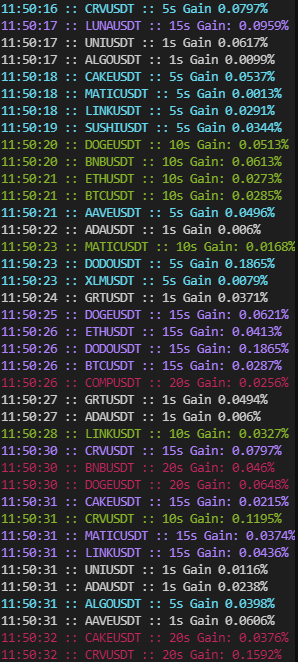 11:50:16 :: CRVUSDT :: 5s Gain 0.0797%
11:50:17 :: LUNAUSDT :: 15s Gain: 0.0959%
11:50:17 :: UNIUSDT :: 1s Gain 0.0617%
11:50:17 :: ALGOUSDT :: 1s Gain 0.0099%
11:50:18 :: CAKEUSDT :: 5s Gain 0.0537%
11:50:18 :: MATICUSDT :: 5s Gain 0.0013%
11:50:18 :: LINKUSDT :: 5s Gain 0.0291%
11:50:19 :: SUSHIUSDT :: 5s Gain 0.0344%
11:50:20 :: DOGEUSDT :: 10s Gain: 0.0513%
11:50:20 :: BNBUSDT :: 10s Gain: 0.0613%
11:50:21 :: ETHUSDT :: 10s Gain: 0.0273%
11:50:21 :: BTCUSDT :: 10s Gain: 0.0285%
11:50:21 :: AAVEUSDT :: 5s Gain 0.0496%
11:50:22 :: ADAUSDT :: 1s Gain 0.006%
11:50:23 :: MATICUSDT :: 10s Gain: 0.0168%
11:50:23 :: DODOUSDT :: 5s Gain 0.1865%
11:50:23 :: XLMUSDT :: 5s Gain 0.0079%
11:50:24 :: GRTUSDT :: 1s Gain 0.0371%
11:50:25 :: DOGEUSDT :: 15s Gain: 0.0621%
11:50:26 :: ETHUSDT :: 15s Gain: 0.0413%
11:50:26 :: DODOUSDT :: 15s Gain: 0.1865%
11:50:26 :: BTCUSDT :: 15s Gain: 0.0287%
11:50:26 :: COMPUSDT :: 20s Gain: 0.0256%
11:50:27 :: GRTUSDT :: 1s Gain 0.0494%
11:50:27 :: ADAUSDT :: 1s Gain 0.006%
11:50:28 :: LINKUSDT :: 10s Gain: 0.0327%
11:50:30 :: CRVUSDT :: 15s Gain: 0.0797%
11:50:30 :: BNBUSDT :: 20s Gain: 0.046%
11:50:30 :: DOGEUSDT :: 20s Gain: 0.0648%
11:50:31 :: CAKEUSDT :: 15s Gain: 0.0215%
11:50:31 :: CRVUSDT :: 10s Gain: 0.1195%
11:50:31 :: MATICUSDT :: 15s Gain: 0.0374%
11:50:31 :: LINKUSDT :: 15s Gain: 0.0436%
11:50:31 :: UNIUSDT :: 1s Gain 0.0116%
11:50:31 :: ADAUSDT :: 1s Gain 0.0238%
11:50:31 :: ALGOUSDT :: 5s Gain 0.0398%
11:50:31 :: AAVEUSDT :: 1s Gain 0.0606%
11:50:32 :: CAKEUSDT :: 20s Gain: 0.0376%
11:50:32 :: CRVUSDT :: 20s Gain: 0.1592%